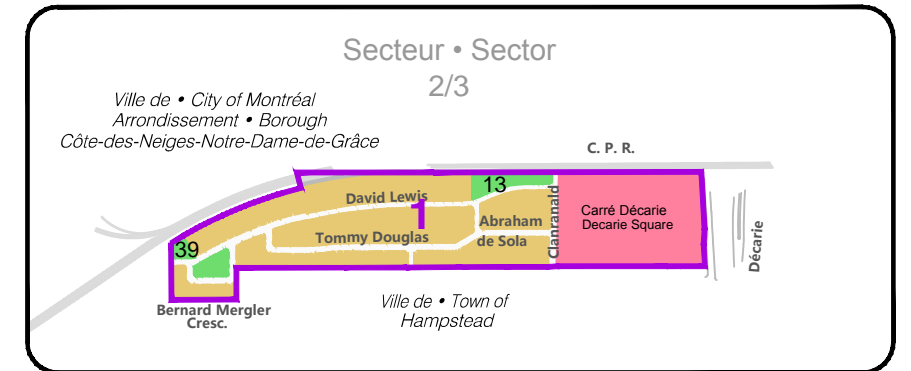 Secteur • Sector
2/3
Ville de • City of Montréal
Arrondissement • Borough
Côte-des-Neiges-Notre-Dame-de-Grâce
C. P. R.
13
David Lewis
1
Clanranald
Carré Décarie
Decarie Square
Abraham
de Sola
Tommy Douglas
Décarie
39
Bernard Mergler
Cresc.
Ville de • Town of
Hampstead